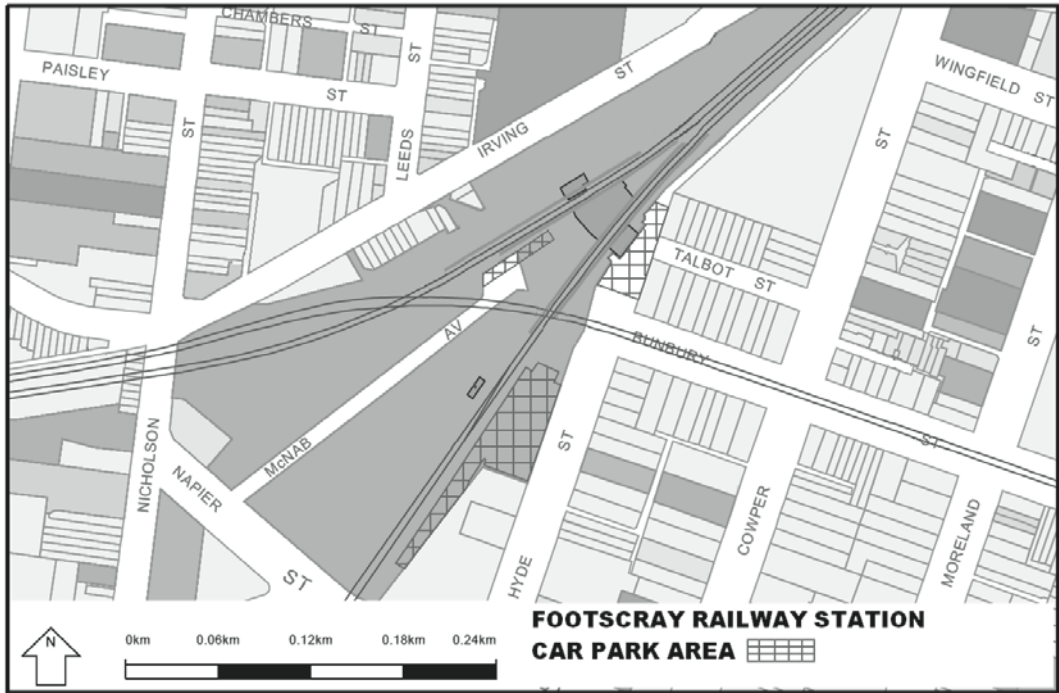 CHAMBERS ST
PAISLEY ST
ST
ST
LEEDS
IRVING ST
WINGFIELD ST
ST
TALBOT ST
AV
BUNBURY ST
ST
McNAB
NICHOLSON
NAPIER ST
ST
HYDE
COWPER
MORELAND
N
0km 0.06km 0.12km 0.18km 0.24km
FOOTSCRAY RAILWAY STATION
CAR PARK AREA